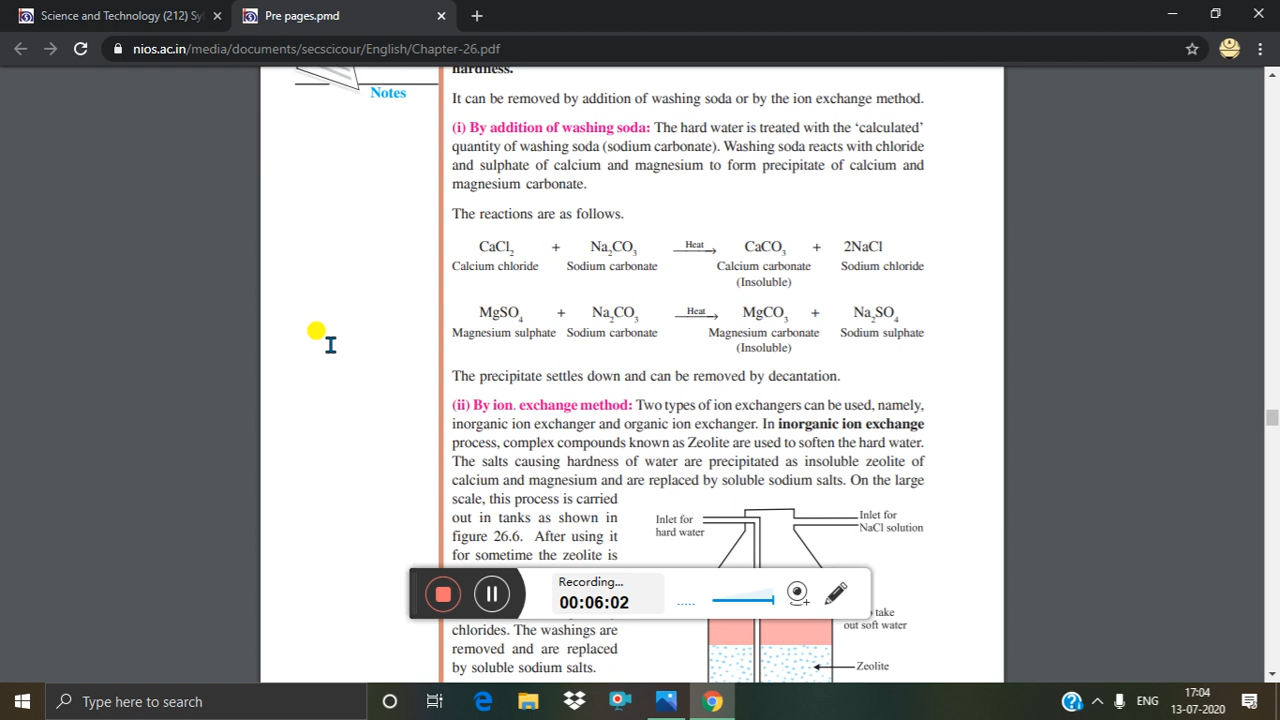 Science and Technology (212) Syl
Pre pages.pmd
nios.ac.in/media/documents/secscicour/English/Chapter-26.pdf
hardness.
Notes
It can be removed by addition of washing soda or by the ion exchange method.
(i) By addition of washing soda: The hard water is treated with the ‘calculated’
quantity of washing soda (sodium carbonate). Washing soda reacts with chloride
and sulphate of calcium and magnesium to form precipitate of calcium and
magnesium carbonate.
The reactions are as follows.
CaCl2 + Na2CO3 Heat CaCO3 + 2NaCl
Calcium chloride Sodium carbonate Calcium carbonate Sodium chloride
(Insoluble)
MgSO4 + Na2CO3 Heat MgCO3 + Na2SO4
Magnesium sulphate Sodium carbonate Magnesium carbonate Sodium sulphate
(Insoluble)
The precipitate settles down and can be removed by decantation.
(ii) By ion. exchange method: Two types of ion exchangers can be used, namely,
inorganic ion exchanger and organic ion exchanger. In inorganic ion exchange
process, complex compounds known as Zeolite are used to soften the hard water.
The salts causing hardness of water are precipitated as insoluble zeolite of
calcium and magnesium and are replaced by soluble sodium salts. On the large
scale, this process is carried
out in tanks as shown in
figure 26.6. After using it
for sometime the zeolite is
Inlet for
hard water
Inlet for
NaCl solution
Recording...
00:06:02
take
out soft water
chlorides. The washings are
removed and are replaced
by soluble sodium salts.
Zeolite
Type here to search
ENG
17:04
13-07-2020